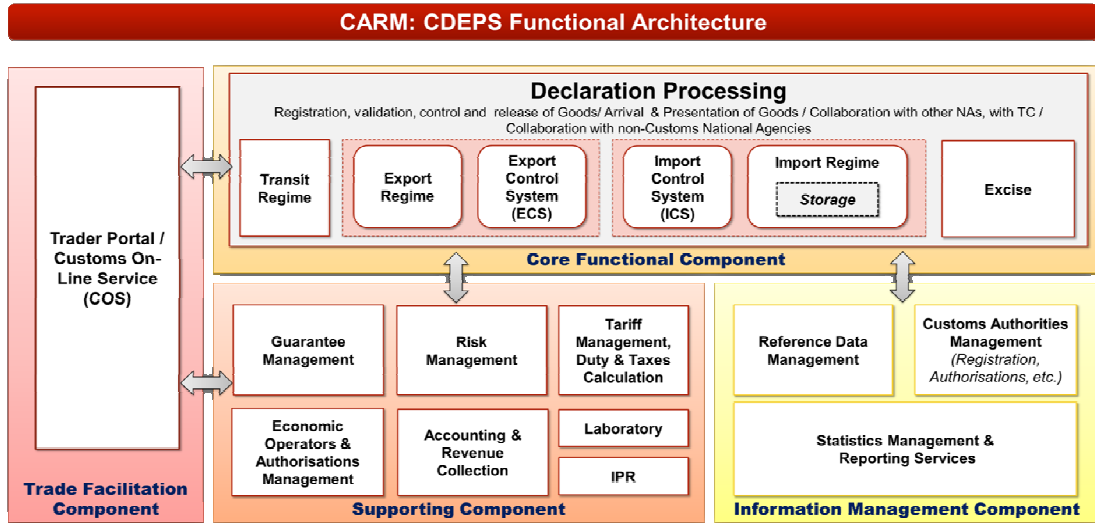 CARM: CDEPS Functional Architecture
Trader Portal /
Customs On-
Line Service
(COS)
Trade Facilitation
Component
Declaration Processing
Registration, validation, control and release of Goods/ Arrival & Presentation of Goods / Collaboration with other NAs, with TC /
Collaboration with non-Customs National Agencies
Transit
Regime
Export
Regime
Export
Control
System
(ECS)
Import
Control
System
(ICS)
Import Regime
Storage
Excise
Core Functional Component
Guarantee
Management
Risk
Management
Tariff
Management,
Duty & Taxes
Calculation
Economic
Operators &
Authorisations
Management
Accounting &
Revenue
Collection
Laboratory
IPR
Supporting Component
Reference Data
Management
Customs Authorities
Management
(Registration,
Authorisations, etc.)
Statistics Management &
Reporting Services
Information Management Component